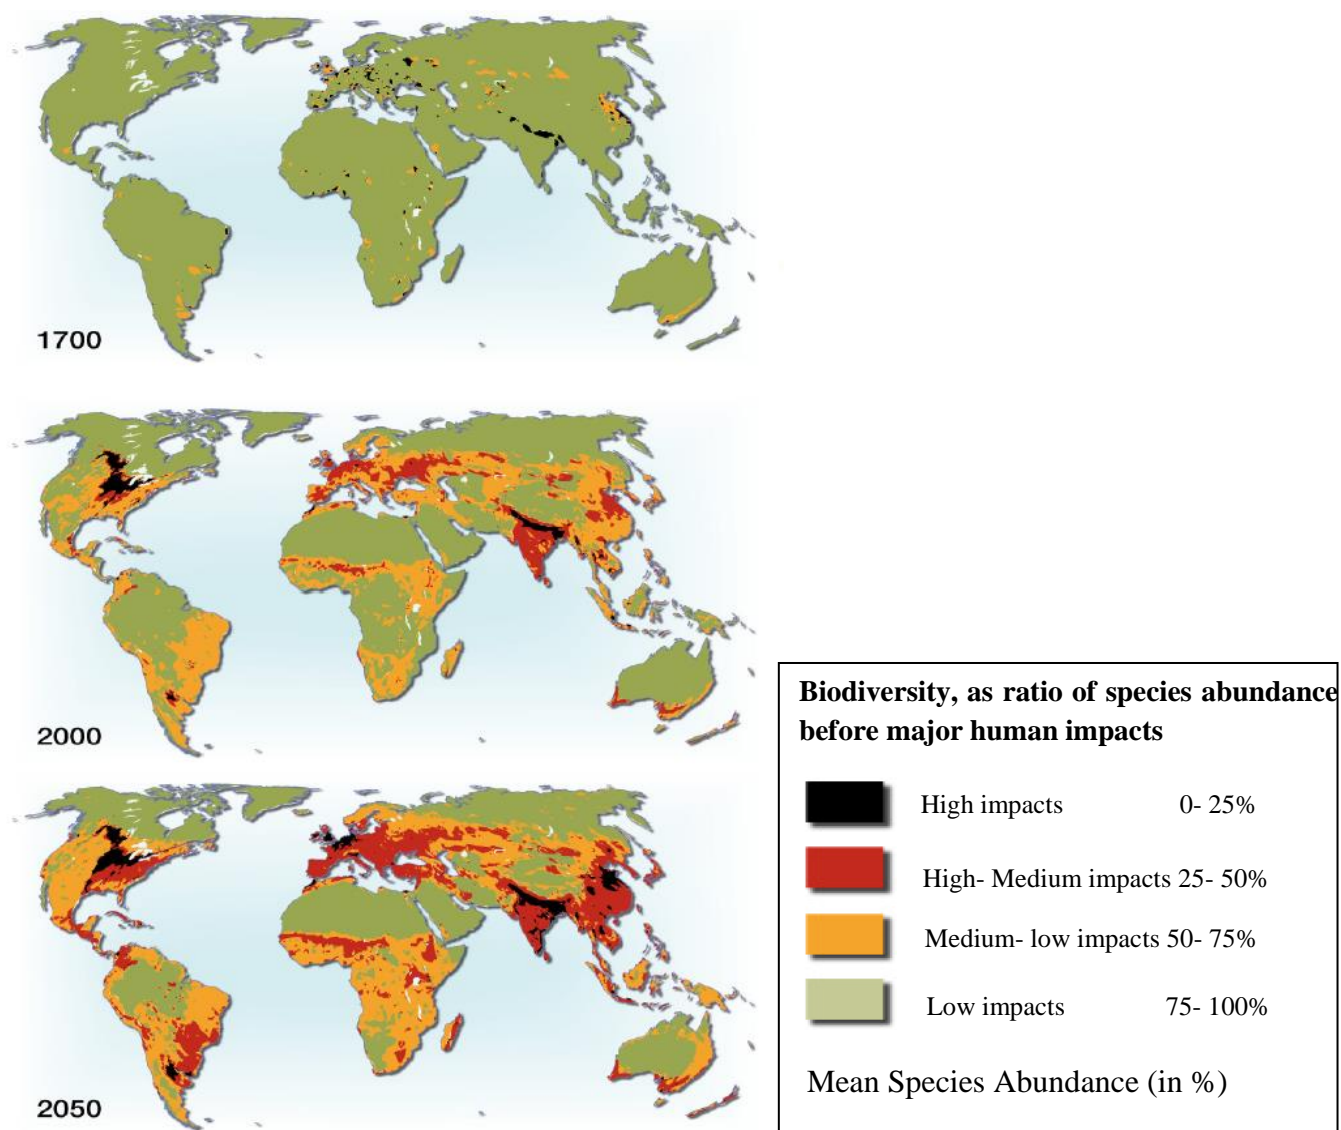 1700
2000
2050
Biodiversity, as ratio of species abundance
before major human impacts
High impacts 0- 25%
High- Medium impacts 25- 50%
Medium- low impacts 50- 75%
Low impacts 75- 100%
Mean Species Abundance (in %)